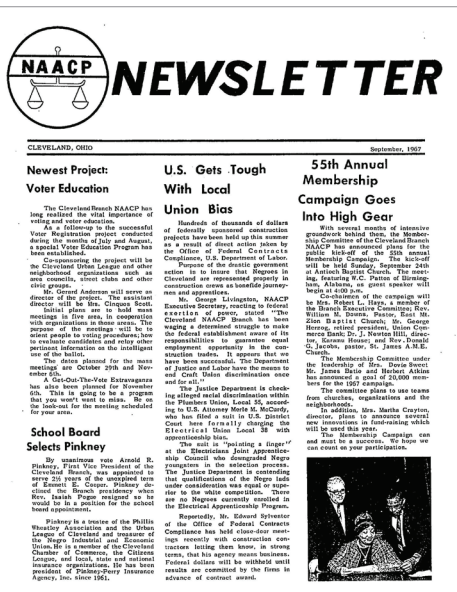 NAACP
NEWSLETTER
CLEVELAND, OHIO
September, 1967
Newest Project:
Voter Education
The Cleveland Branch NAACP has
long realized the vital importance of
voting and voter education.
As a follow-up to the successful
Voter Registration project conducted
during the months of July and August,
a special Voter Education Program has
been established.
Co-sponsoring the project will be
the Cleveland Urban League and other
neighborhood organizations such as
area councils, street clubs and other
civic groups.
Mr. Gerard Anderson will serve as
director of the project. The assistant
director will be Mrs. Cinqopa Scott.
Initial plans are to hold mass
meetings in five area, in cooperation
with organizations in those areas. The
purpose of the meetings will be to
orient people on voting procedures; how
to evaluate candidates and relay other
pertinent information on the intelligent
use of the ballot.
The dates planned for the mass
meetings' are October 29th and Nov-
ember 5th.
A Get-Out-The-Vote Extravaganza
has also been planned for November
6th. This is going to be a program
that you won't want to miss. Be on
the look-out for the meeting scheduled
for your area.
School Board
Selects Pinkney
By unanimous vote Arnold R.
Pinkney, First Vice President of the
Cleveland Branch, was appointed to
serve 2½ years of the unexpired term
of Emmett E. Cooper. Pinkney de-
clined the Branch presidency when
Rev. Isaiah Pogue resigned so he
would be in a position for the school
board appointment.
Pinkney is a trustee of the Phillis
Wheatley Association and the Urban
League of Cleveland and treasurer of
the Negro Industrial and Economic
Union. He is a member of the Cleveland
Chamber of Commerce, the Citizens
League, and local, state and national
insurance organizations. He has been
president of Pinkney-Perry Insurance
Agency, Inc. since 1961.
U.S. Gets Tough
With Local
Union Bias
Hundreds of thousands of dollars
of federally sponsored construction
projects have been held up this summer
as a result of direct action taken by
the Office of Federal Contracts
Compliance, U.S. Department of Labor.
Purpose of the drastic government
action is to insure that Negroes in
Cleveland are represented properly in
construction crews as bonefide journey-
men and apprentices.
Mr. George Livingston, NAACP
Executive Secretary, reacting to federal
exertion of power, stated "The
Cleveland NAACP Branch has been
waging a determined struggle to make
the federal establishment aware of its
responsibilities to guarantee equal
employment opportunity in the con-
struction trades. It appears that we
have been successful. The Department
of Justice and Labor have the means to
end Craft Union discrimination once
and for all."
The Justice Department is check-
ing alleged racial discrimination within
the Plumbers Union, Local 55, accord-
ing to U.S. Attorney Merle M. McCurdy,
who has filed a suit in U.S. District
Court here formally charging the
Electrical Union Local 38 with
apprenticeship bias.
The suit is "pointing a finger"
at the Electricians Joint Apprentice-
ship Council who downgraded Negro
youngsters in the selection process.
The Justice Department is contending
that qualifications of the Negro lads
under consideration was equal or supe-
rior to the white competition. There
are no Negroes currently enrolled in
the Electrical Apprenticeship Program.
Reportedly, Mr. Edward Sylvester
of the Office of Federal Contracts
Compliance has held close-door meet-
ings recently with construction con-
tractors letting them know, in strong
terms, that his agency means business.
Federal dollars will be withheld until
results are committed by the firms in
advance of contract award.
55th Annual
Membership
Campaign Goes
Into High Gear
With several months of intensive
groundwork behind them, the Member-
ship Committee of the Cleveland Branch
NAACP has announced plans for the
public kick-off of the 55th annual
Membership Campaign. The kick-off
will be held Sunday, September 24th
at Antioch Baptist Church. The meet-
ing, featuring W.C. Patton of Birming-
ham, Alabama, as guest speaker will
begin at 4:00 p.m.
Co-chairmen of the campaign will
be Mrs. Robert L. Hays, a member of
the Branch Executive Committee; Rev.
William M. Downs, Pastor, East Mt.
Zion Baptist Church; Mr. George
Herzog, retired president, Union Com-
merce Bank; Dr. J. Newton Hill, direc-
tor, Karamu House; and Rev. Donald
G. Jacobs, pastor, St. James A.M.E.
Church.
The Membership Committee under
the leadership of Mrs. Dovie Sweet;
Mr. James Batio and Herbert Atkins
has announced a goal of 20,000 mem-
bers for the 1967 campaign.
The committee plans to use teams
from churches, organizations and the
neighborhoods.
In addition, Mrs. Martha Crayton,
director, plans to announce several
new innovations in fund-raising which
will be used this year.
The Membership Campaign can
and must be a success. We hope we
can count on your participation.